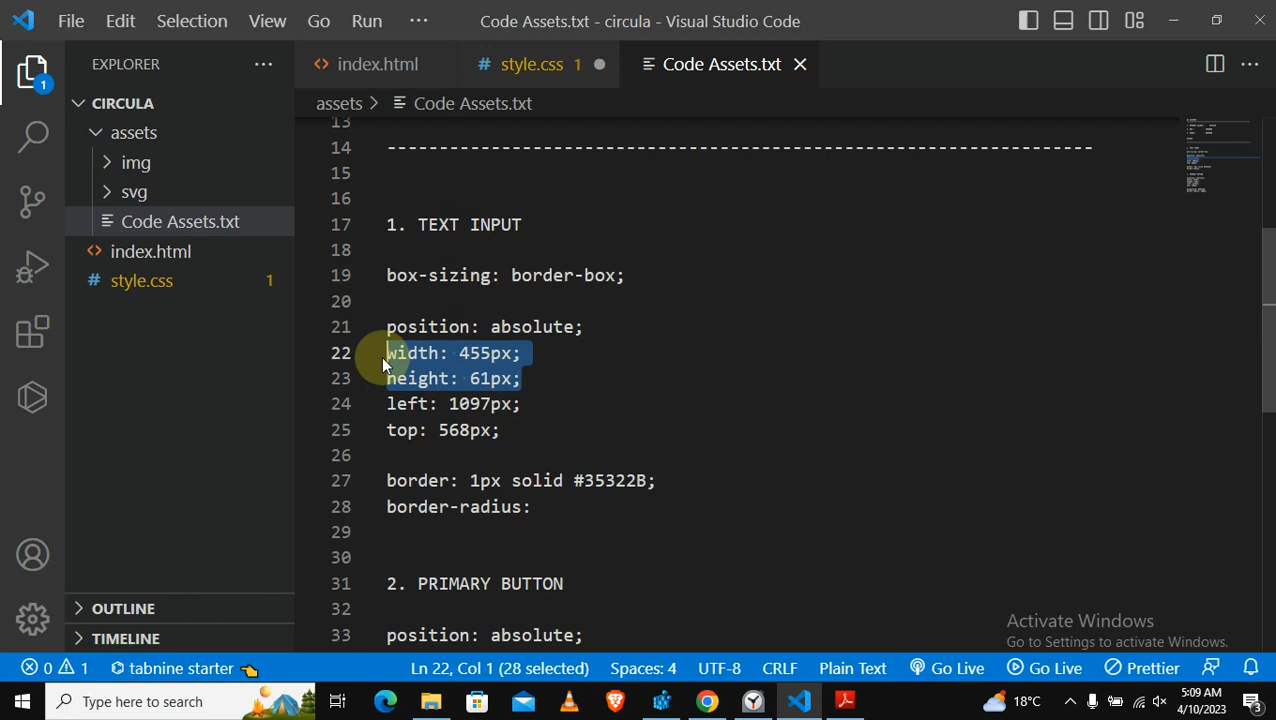 File Edit Selection View Go Run ··· Code Assets.txt - circula - Visual Studio Code
EXPLORER ···
index.html
# style.css 1
Code Assets.txt
CIRCULA
assets > Code Assets.txt
assets
img
svg
Code Assets.txt
index.html
# style.css 1
1
13
14 --------------------------------------------------------------------
15
16
17 1. TEXT INPUT
18
19 box-sizing: border-box;
20
21 position: absolute;
22 width: 455px;
23 height: 61px;
24 left: 1097px;
25 top: 568px;
26
27 border: 1px solid #35322B;
28 border-radius:
29
30
31 2. PRIMARY BUTTON
32
33 position: absolute;
OUTLINE
TIMELINE
Activate Windows
Go to Settings to activate Windows.
0 1 tabnine starter Ln 22, Col 1 (28 selected) Spaces: 4 UTF-8 CRLF Plain Text Go Live Go Live Prettier
Type here to search
18°C
5:09 AM
4/10/2023
3